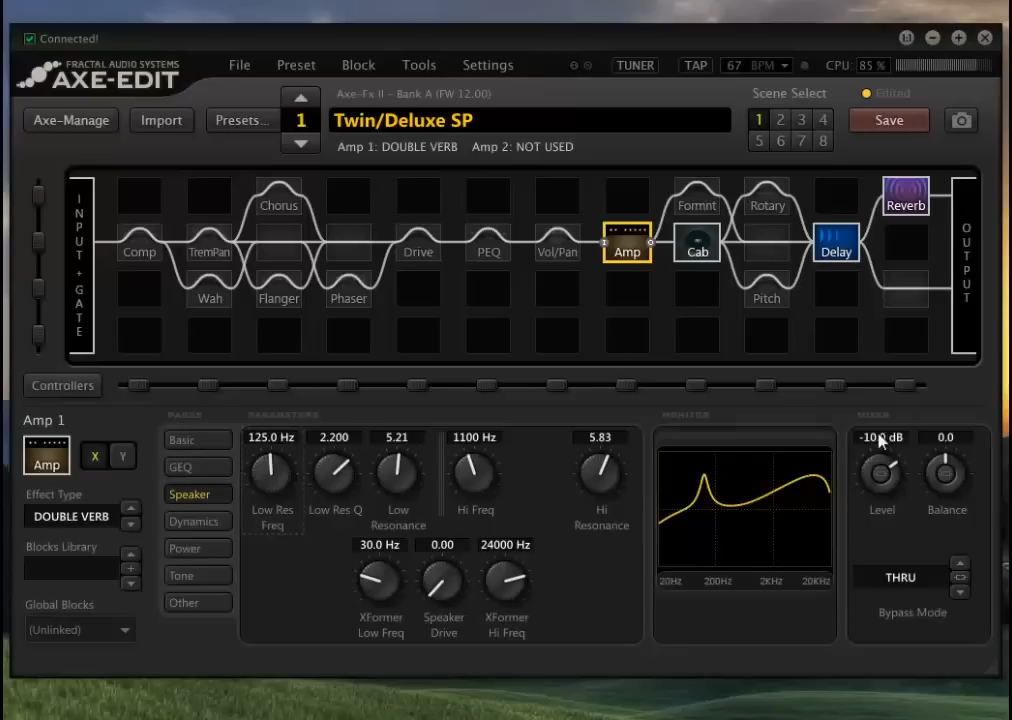 Connected!
FRACTAL AUDIO SYSTEMS
AXE-EDIT
File Preset Block Tools Settings TUNER TAP 67 BPM CPU: 85 %
Axe-Fx II - Bank A (FW 12.00)
Scene Select Edited
Axe-Manage Import Presets... 1 Twin/Deluxe SP 1 2 3 4 Save
Amp 1: DOUBLE VERB Amp 2: NOT USED 5 6 7 8
INPUT + GATE
Chorus Formnt Rotary Reverb
Comp TremPan Drive PEQ Vol/Pan Amp Cab Delay
Wah Flanger Phaser Pitch
OUTPUT
Controllers
Amp 1 PAGES PARAMETERS MONITOR MIXER
Amp X Y
Effect Type
DOUBLE VERB
Blocks Library
Global Blocks
(Unlinked)
Basic
GEQ
Speaker
Dynamics
Power
Tone
Other
125.0 Hz 2.200 5.21 1100 Hz 5.83
Low Res Freq Low Res Q Low Resonance Hi Freq Hi Resonance
30.0 Hz 0.00 24000 Hz
XFormer Low Freq Speaker Drive XFormer Hi Freq
20Hz 200Hz 2KHz 20KHz
dB 0.0
Level Balance
THRU
Bypass Mode